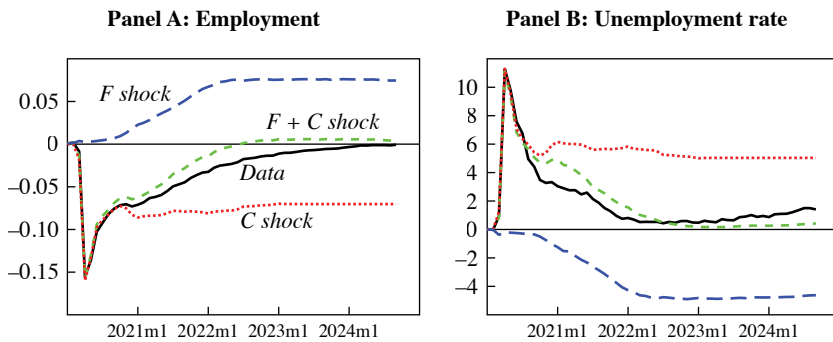 Panel A: Employment
0.05
0
−0.05
−0.10
−0.15
F shock
F + C shock
Data
C shock
2021m1 2022m1 2023m1 2024m1
Panel B: Unemployment rate
10
8
6
4
2
0
−2
−4
2021m1 2022m1 2023m1 2024m1